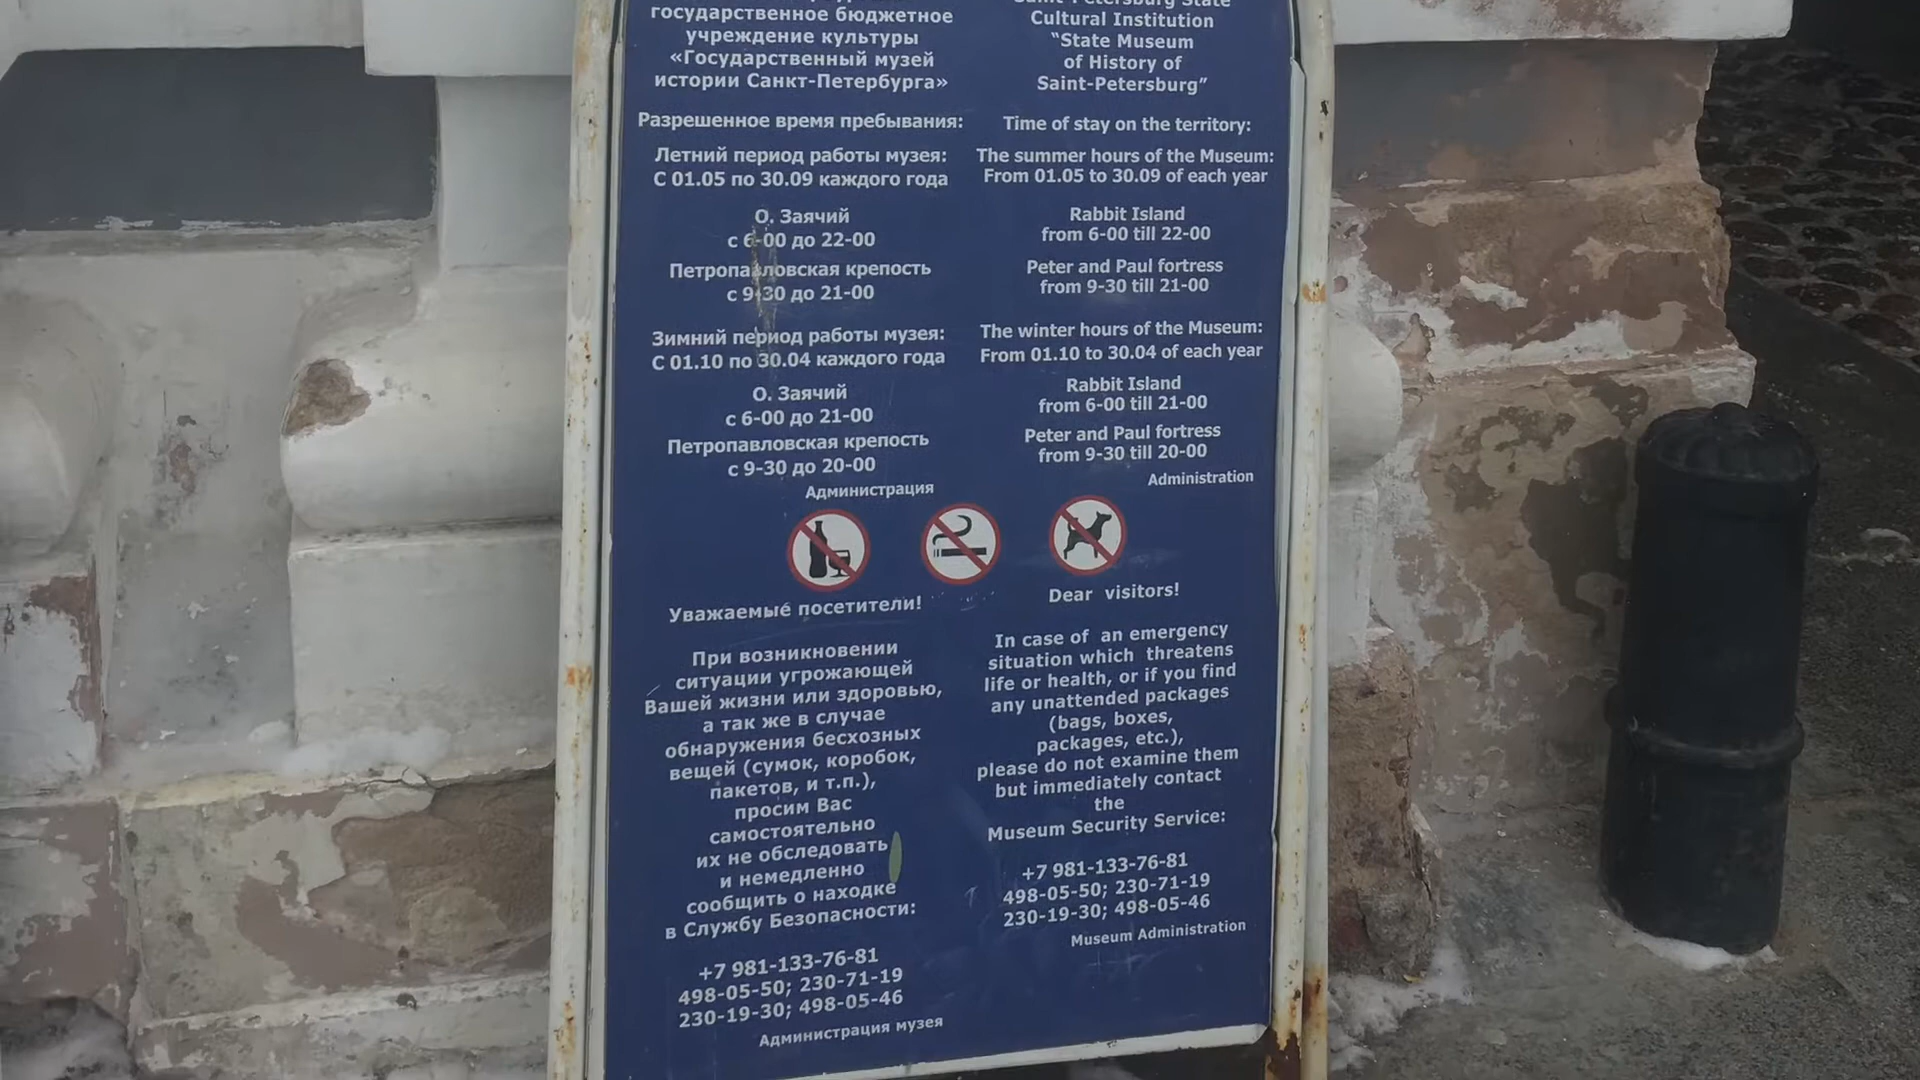 государственное бюджетное
учреждение культуры
«Государственный музей
истории Санкт-Петербурга»
Разрешенное время пребывания:
Летний период работы музея:
С 01.05 по 30.09 каждого года
О. Заячий
с 6-00 до 22-00
Петропавловская крепость
с 9-30 до 21-00
Зимний период работы музея:
С 01.10 по 30.04 каждого года
О. Заячий
с 6-00 до 21-00
Петропавловская крепость
с 9-30 до 20-00
Администрация
Уважаемые посетители!
При возникновении
ситуации угрожающей
Вашей жизни или здоровью,
а так же в случае
обнаружения бесхозных
вещей (сумок, коробок,
пакетов, и т.п.),
просим Вас
самостоятельно
их не обследовать
и немедленно
сообщить о находке
в Службу Безопасности:
+7 981-133-76-81
498-05-50; 230-71-19
230-19-30; 498-05-46
Администрация музея
Saint-Petersburg State
Cultural Institution
“State Museum
of History of
Saint-Petersburg”
Time of stay on the territory:
The summer hours of the Museum:
From 01.05 to 30.09 of each year
Rabbit Island
from 6-00 till 22-00
Peter and Paul fortress
from 9-30 till 21-00
The winter hours of the Museum:
From 01.10 to 30.04 of each year
Rabbit Island
from 6-00 till 21-00
Peter and Paul fortress
from 9-30 till 20-00
Administration
Dear visitors!
In case of an emergency
situation which threatens
life or health, or if you find
any unattended packages
(bags, boxes,
packages, etc.),
please do not examine them
but immediately contact
the
Museum Security Service:
+7 981-133-76-81
498-05-50; 230-71-19
230-19-30; 498-05-46
Museum Administration